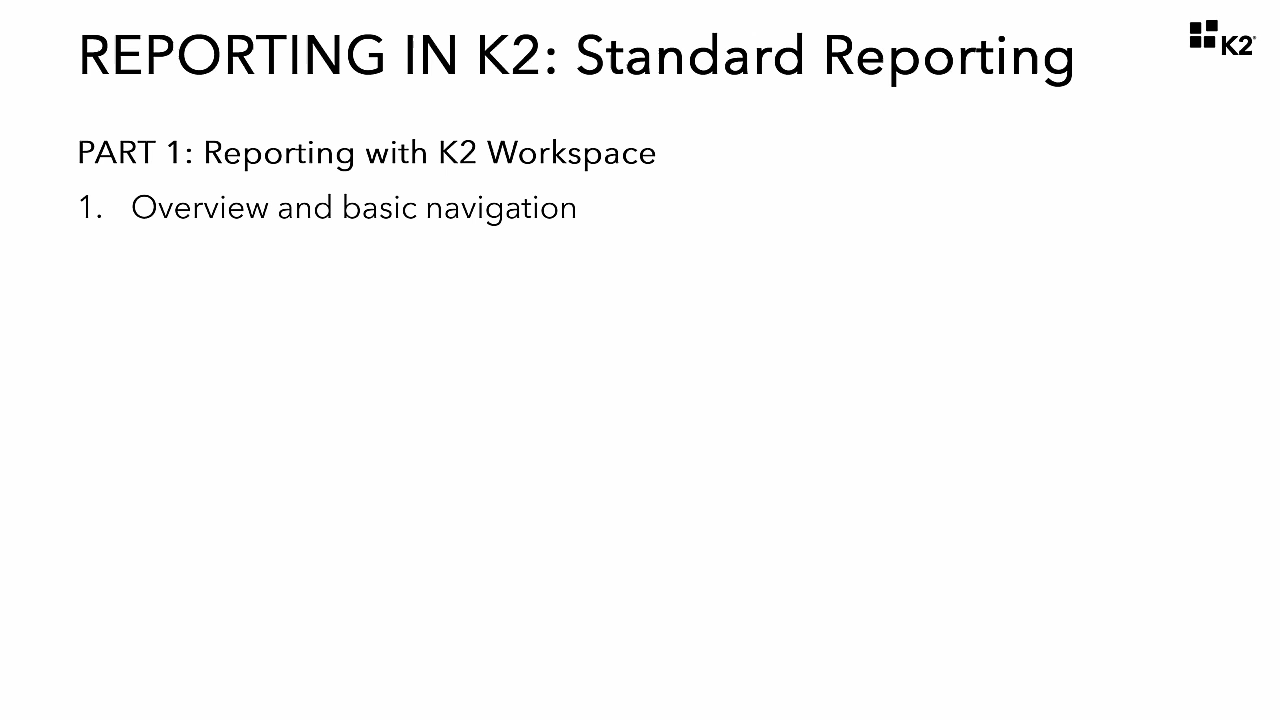 REPORTING IN K2: Standard Reporting
K2
PART 1: Reporting with K2 Workspace
1. Overview and basic navigation